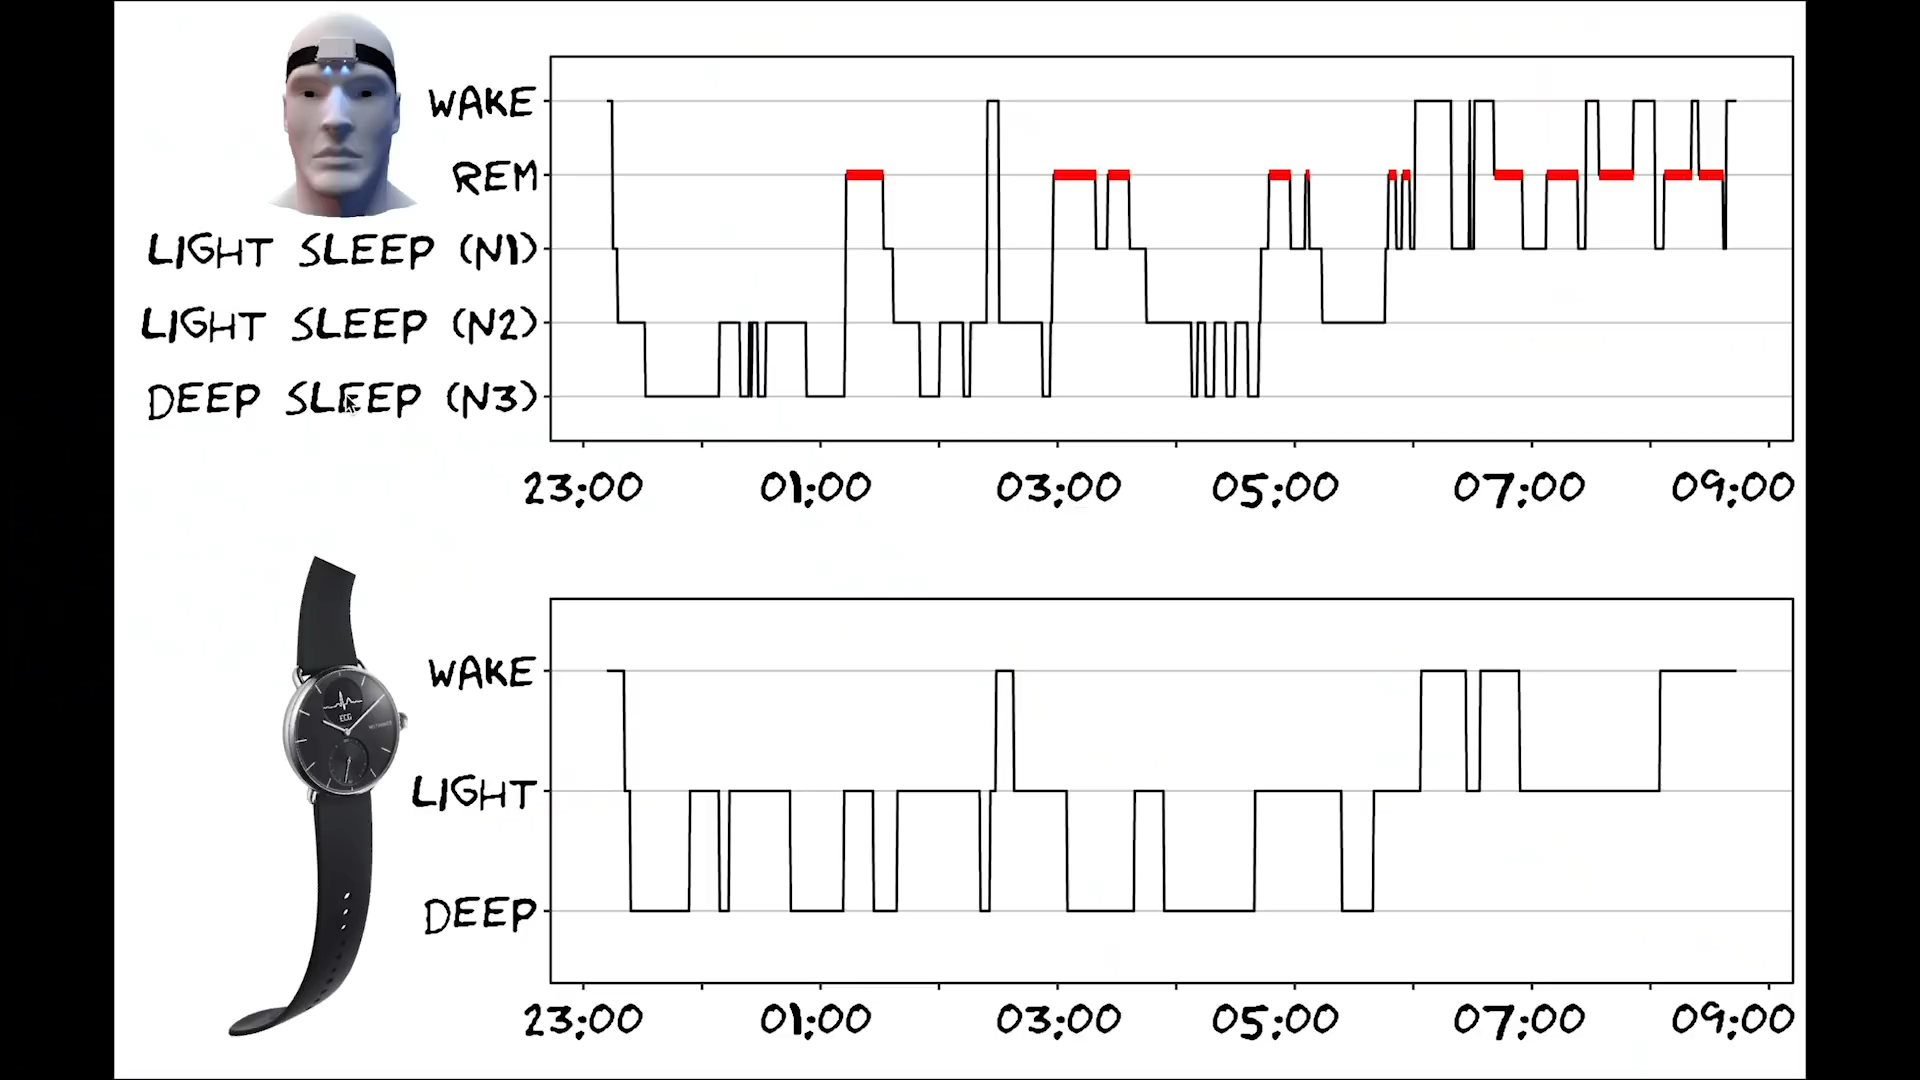 WAKE
REM
LIGHT SLEEP (N1)
LIGHT SLEEP (N2)
DEEP SLEEP (N3)
23:00 01:00 03:00 05:00 07:00 09:00
WAKE
ECG
LIGHT
DEEP
23:00 01:00 03:00 05:00 07:00 09:00